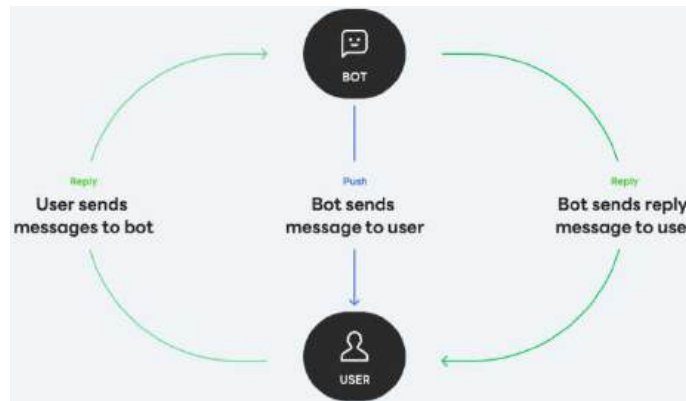 BOT
Reply
User sends
messages to bot
Push
Bot sends
message to user
Reply
Bot sends reply
message to use
USER